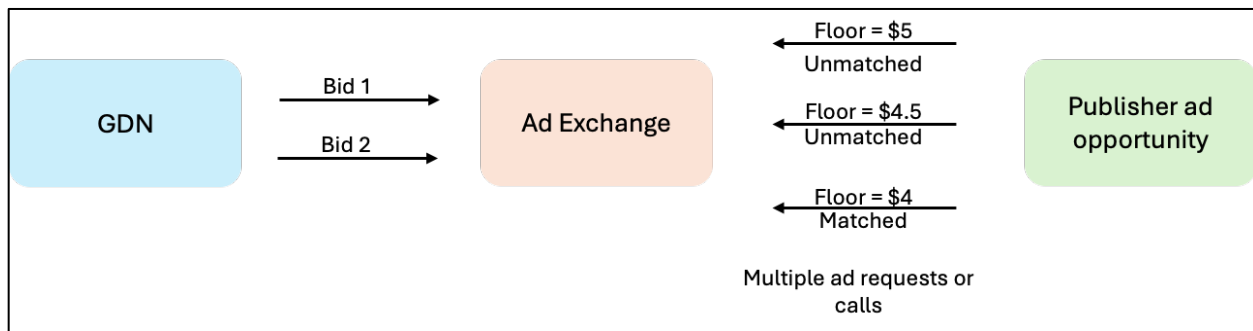 GDN
Bid 1
Bid 2
Ad Exchange
Floor = $5
Unmatched
Floor = $4.5
Unmatched
Floor = $4
Matched
Multiple ad requests or
calls
Publisher ad
opportunity